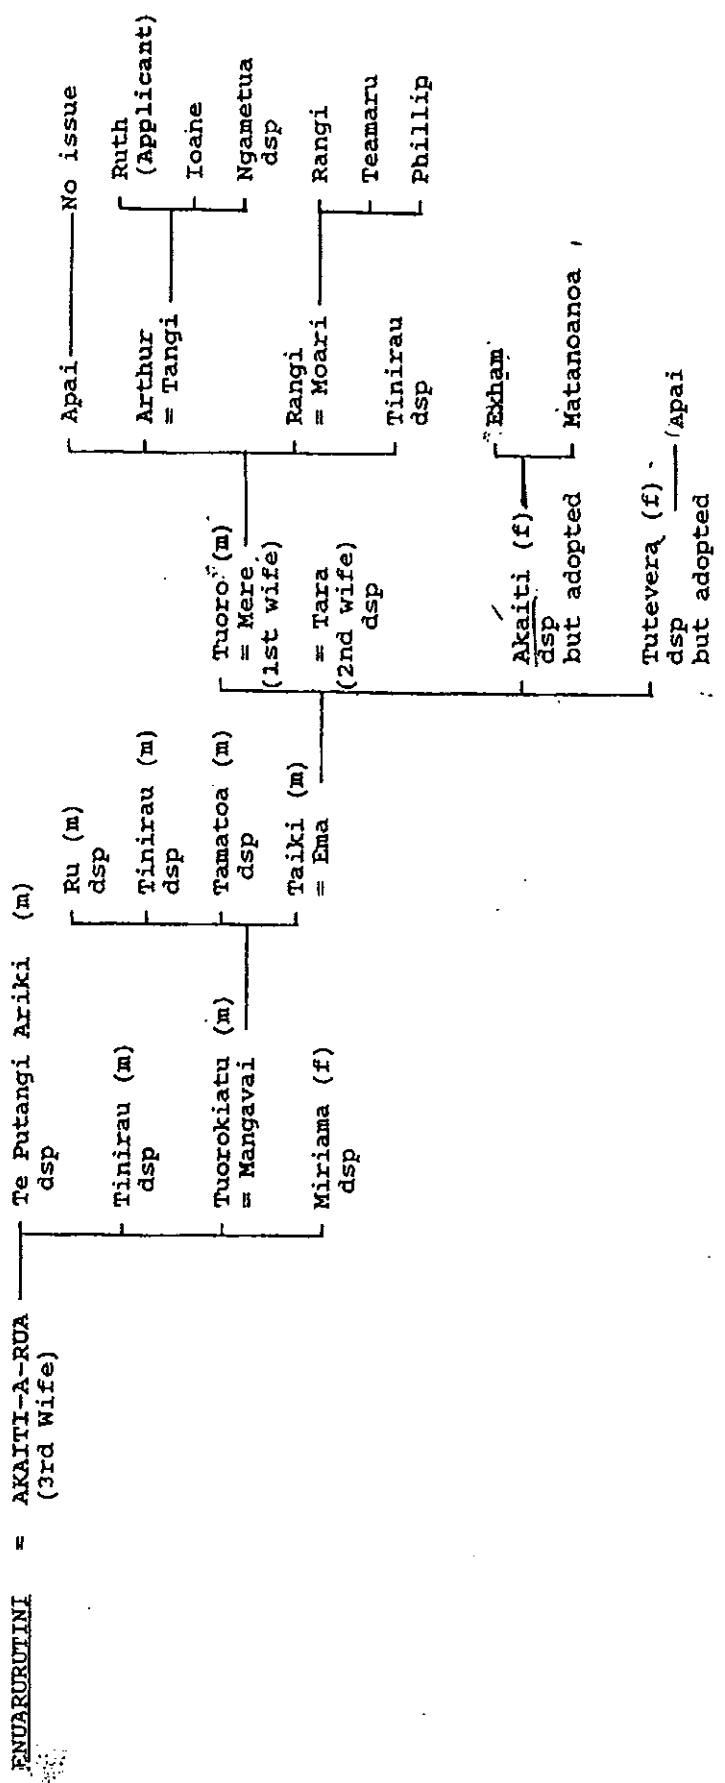 ENUARURUTINI = AKAITI-A-RUA
(3rd Wife)
Te Putangi Ariki (m)
dsp
Tinirau (m)
dsp
Tuorokiatu (m)
= Mangavai
Miriama (f)
dsp
Ru (m)
dsp
Tinirau (m)
dsp
Tamatoa (m)
dsp
Taiki (m)
= Ema
Tuoro (m)
= Mere
(1st wife)
= Tara
(2nd wife)
dsp
Akaiti (f)
dsp
but adopted
Tutevera (f)
dsp
but adopted
Apai
Arthur
= Tangi
Rangi
= Moari
Tinirau
dsp
Exham
Matanoanoa
Apai
No issue
Ruth
(Applicant)
Ioane
Ngametua
dsp
Rangi
Teamaru
Phillip